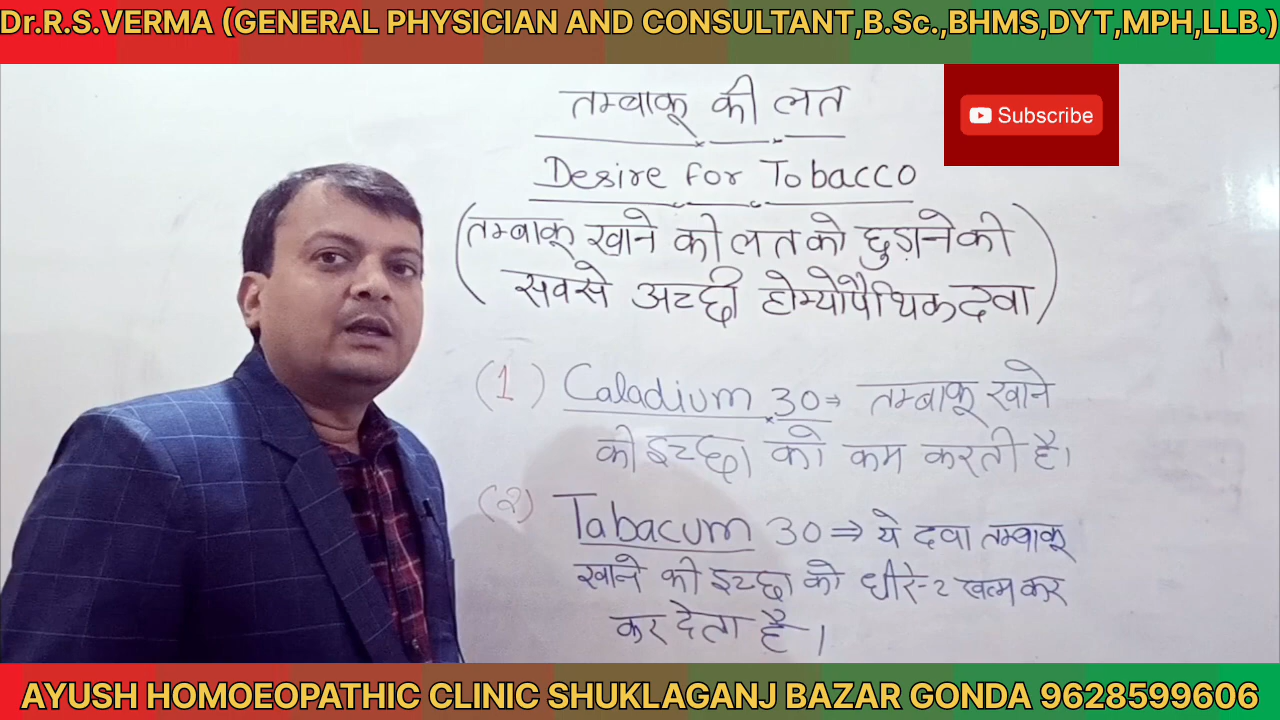 Dr.R.S.VERMA (GENERAL PHYSICIAN AND CONSULTANT,B.Sc.,BHMS,DYT,MPH,LLB.)
Subscribe
तम्बाकू की लत
Desire for Tobacco
(तम्बाकू खाने की लत को छुड़ाने की
सबसे अच्छी होम्योपैथिक दवा)
(1) Caladium 30⇒ तम्बाकू खाने
की इच्छा को कम करती है।
(२) Tabacum 30⇒ ये दवा तम्बाकू
खाने की इच्छा को धीरे-२ खत्म कर
कर देता है।
AYUSH HOMOEOPATHIC CLINIC SHUKLAGANJ BAZAR GONDA 9628599606